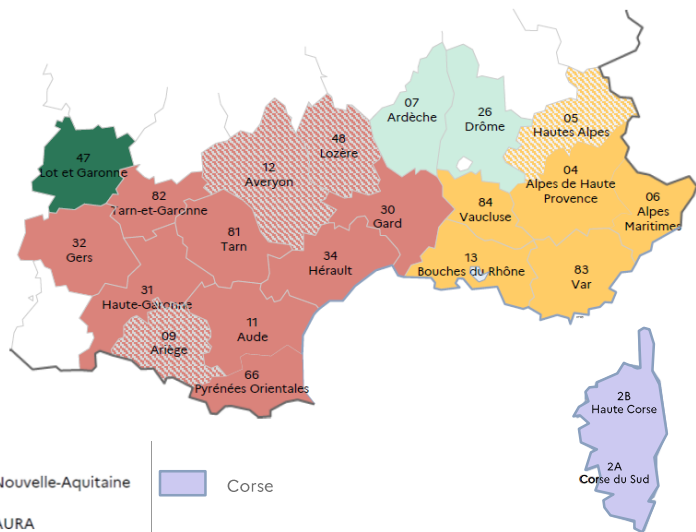 07
Ardèche
26
Drôme
05
Hautes Alpes
47
Lot et Garonne
48
Lozère
12
Averyon
04
Alpes de Haute
Provence
06
Alpes
Maritimes
82
Tarn-et-Garonne
30
Gard
84
Vaucluse
32
Gers
81
Tarn
34
Hérault
13
Bouches du Rhône
83
Var
31
Haute-Garonne
09
Ariège
11
Aude
66
Pyrénées Orientales
2B
Haute Corse
2A
Corse du Sud
Nouvelle-Aquitaine
Corse
AURA